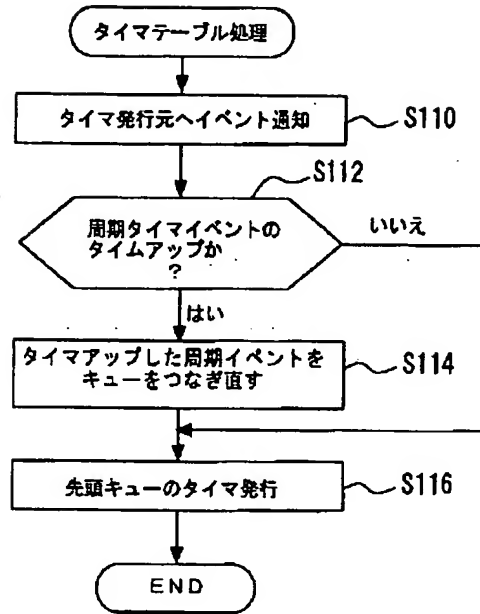 タイマテーブル処理
タイマ発行元へイベント通知
S110
S112
周期タイマイベントの
タイムアップか
?
いいえ
はい
タイマアップした周期イベントを
キューをつなぎ直す
S114
先頭キューのタイマ発行
S116
END